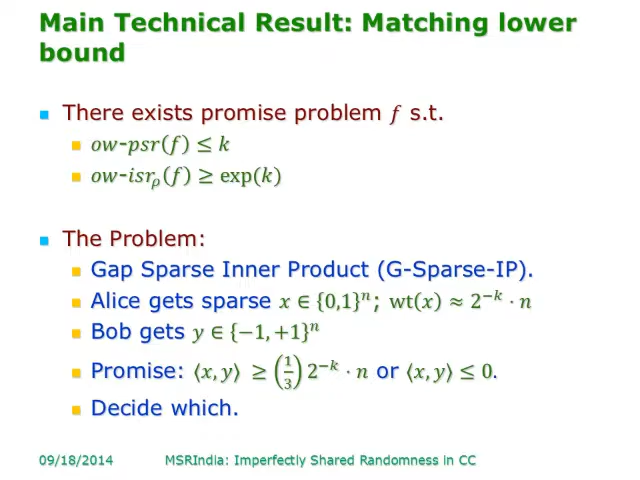 Main Technical Result: Matching lower
bound
There exists promise problem 𝑓 s.t.
𝑜𝑤-𝑝𝑠𝑟(𝑓) ≤ 𝑘
𝑜𝑤-𝑖𝑠𝑟ᵨ(𝑓) ≥ exp(𝑘)
The Problem:
Gap Sparse Inner Product (G-Sparse-IP).
Alice gets sparse 𝑥 ∈ {0,1}ⁿ; wt(𝑥) ≈ 2⁻ᵏ ⋅ 𝑛
Bob gets 𝑦 ∈ {−1,+1}ⁿ
Promise: ⟨𝑥, 𝑦⟩ ≥ (1/3) 2⁻ᵏ ⋅ 𝑛 or ⟨𝑥, 𝑦⟩ ≤ 0.
Decide which.
09/18/2014 MSRIndia: Imperfectly Shared Randomness in CC